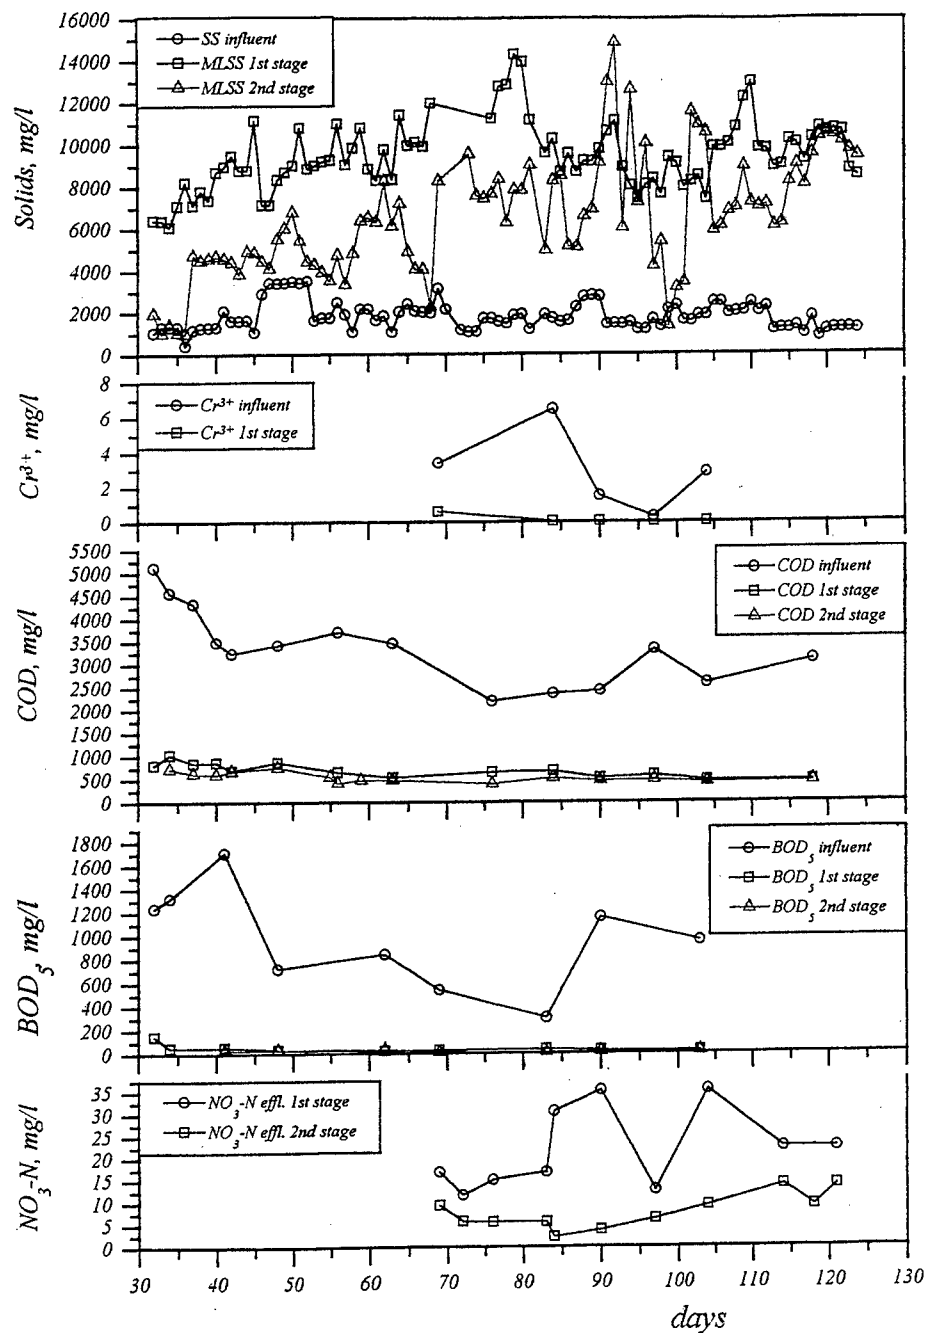 16000
14000
12000
10000
8000
6000
4000
2000
0
Solids, mg/l
SS influent
MLSS 1st stage
MLSS 2nd stage
8
6
4
2
0
Cr3+, mg/l
Cr3+ influent
Cr3+ 1st stage
5500
5000
4500
4000
3500
3000
2500
2000
1500
1000
500
0
COD, mg/l
COD influent
COD 1st stage
COD 2nd stage
1800
1600
1400
1200
1000
800
600
400
200
0
BOD5, mg/l
BOD5 influent
BOD5 1st stage
BOD5 2nd stage
35
30
25
20
15
10
5
0
NO3-N, mg/l
NO3-N effl. 1st stage
NO3-N effl. 2nd stage
30 40 50 60 70 80 90 100 110 120 130
days